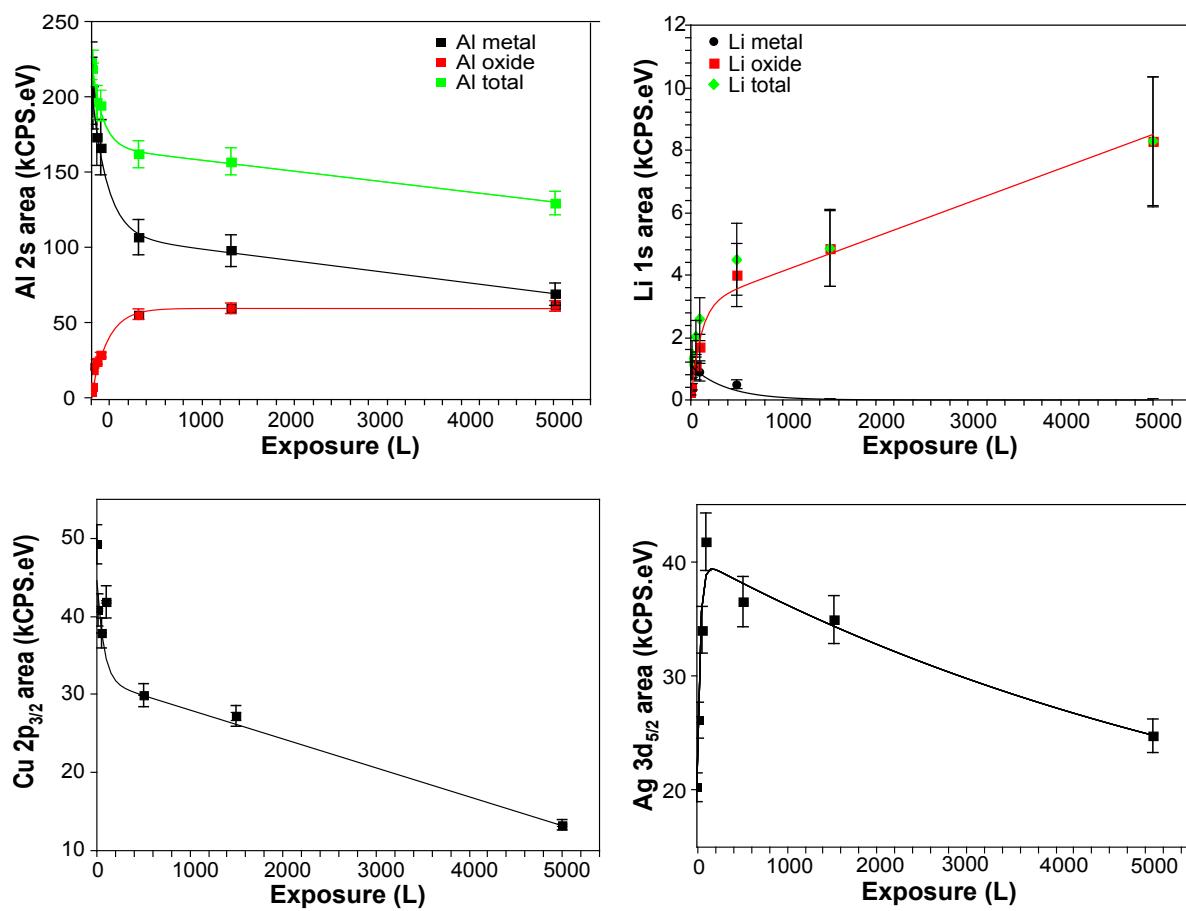 Al 2s area (kCPS.eV)
250
200
150
100
50
0
Al metal
Al oxide
Al total
0 1000 2000 3000 4000 5000
Exposure (L)
Li 1s area (kCPS.eV)
12
10
8
6
4
2
0
Li metal
Li oxide
Li total
0 1000 2000 3000 4000 5000
Exposure (L)
Cu 2p3/2 area (kCPS.eV)
50
40
30
20
10
0 1000 2000 3000 4000 5000
Exposure (L)
Ag 3d5/2 area (kCPS.eV)
40
30
20
0 1000 2000 3000 4000 5000
Exposure (L)